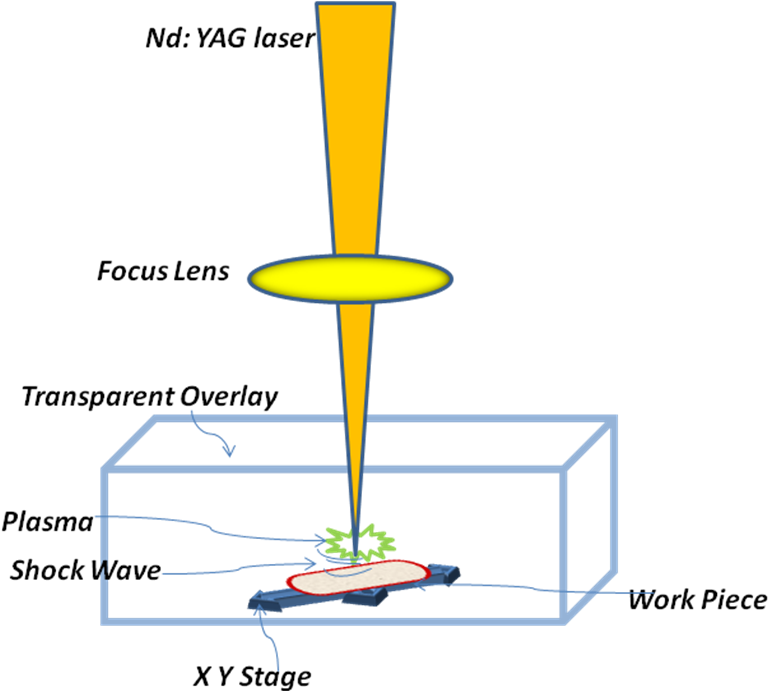 Nd: YAG laser
Focus Lens
Transparent Overlay
Plasma
Shock Wave
Work Piece
X Y Stage